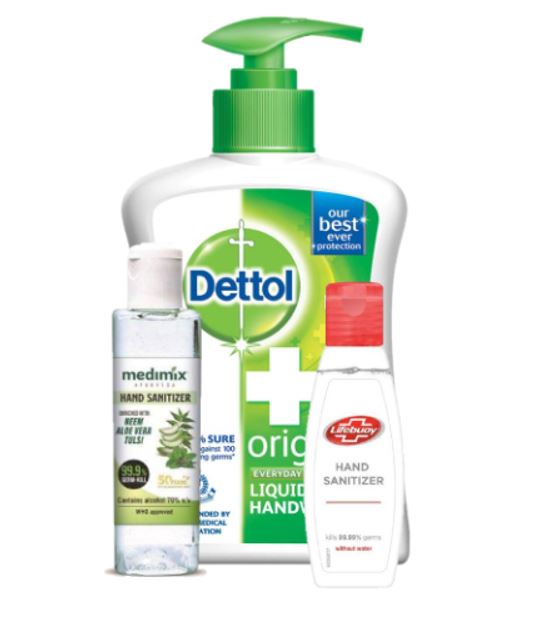 our
best
ever
protection
Dettol
% SURE
against 100
ng germs"
orig
EVERYDAY
LIQUID
HANDW
NDED BY
MEDICAL
ATION
medimix
AYURVEDA
HAND SANITIZER
ENRICHED WITH
NEEM
ALOE VERA
TULSI
99.9%
GERM-KILL
50
Contains alcohol 70% v/v
WHO approved
Lifebuoy
HAND
SANITIZER
kills 99.99% germs
without water